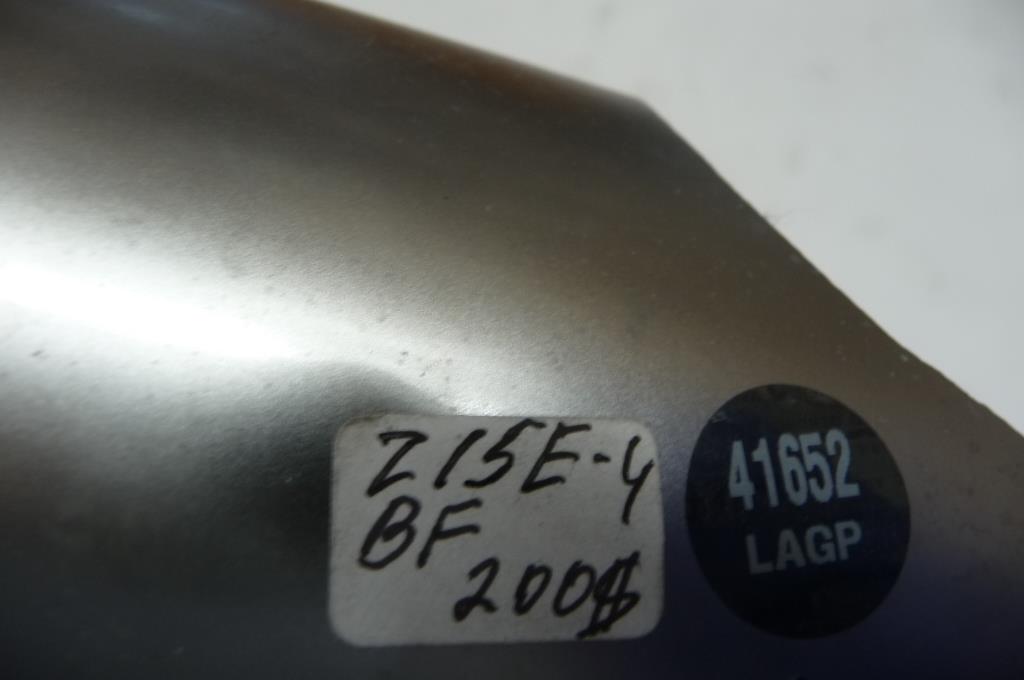 Z15E-4
BF
200$
41652
LAGP